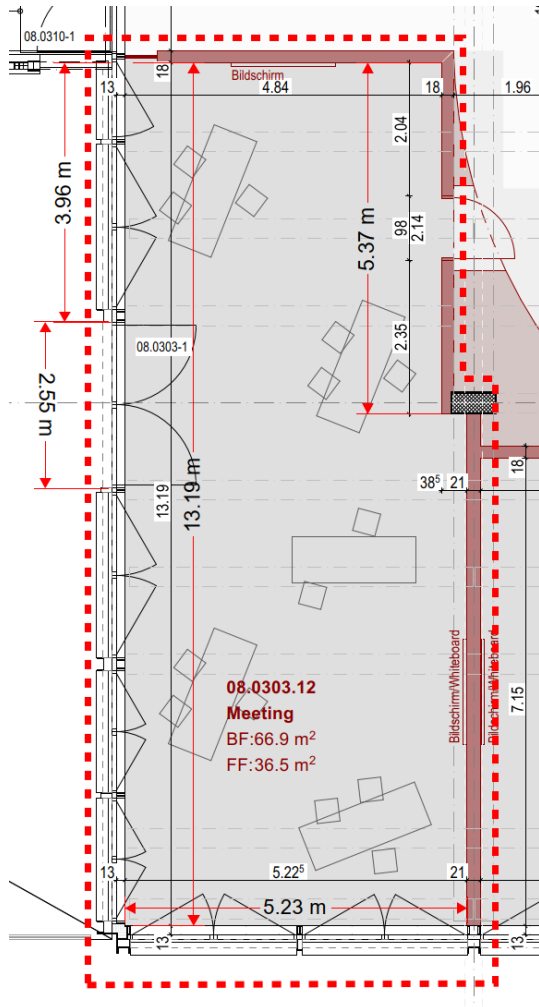 08.0310-1
Bildschirm
13
18
4.84
18
1.96
2.04
3.96 m
98
2.14
5.37 m
2.35
08.0303-1
2.55 m
13.19
13.19 m
38⁵
21
18
Bildschirm/Whiteboard
Bildschirm/Whiteboard
7.15
08.0303.12
Meeting
BF:66.9 m²
FF:36.5 m²
13
5.22⁵
21
5.23 m
13
13